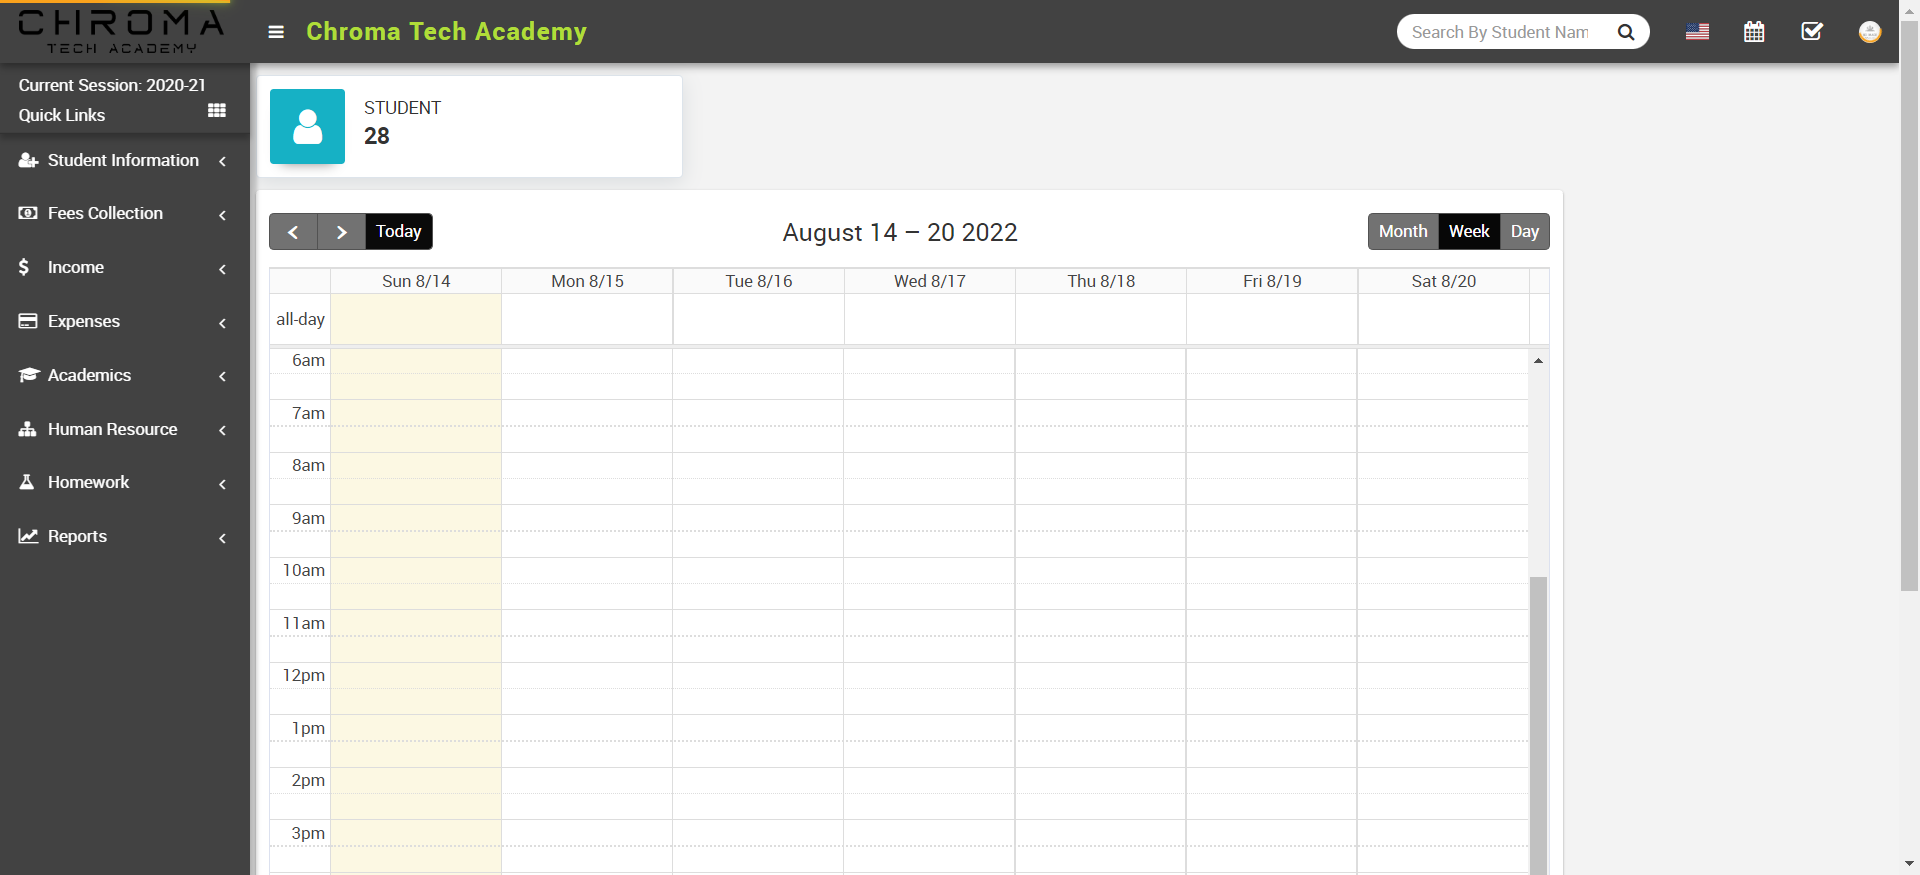 CHROMA
TECH ACADEMY
Chroma Tech Academy
Search By Student Nam
Current Session: 2020-21
Quick Links
Student Information
Fees Collection
Income
Expenses
Academics
Human Resource
Homework
Reports
STUDENT
28
Today
August 14 – 20 2022
Month Week Day
Sun 8/14 Mon 8/15 Tue 8/16 Wed 8/17 Thu 8/18 Fri 8/19 Sat 8/20
all-day
6am
7am
8am
9am
10am
11am
12pm
1pm
2pm
3pm